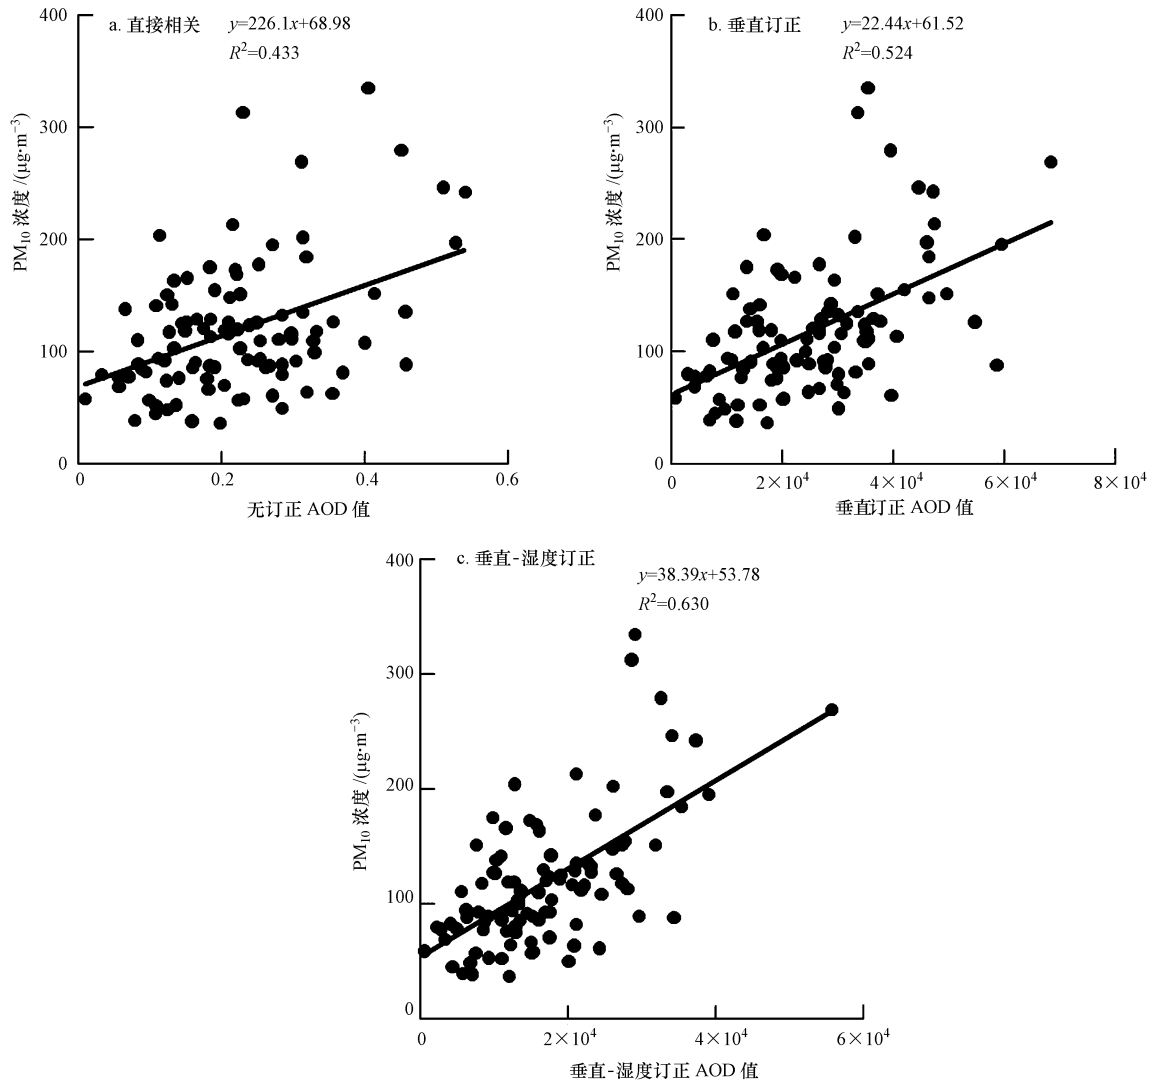 a. 直接相关
y=226.1x+68.98
R²=0.433
400
300
200
100
0
PM₁₀ 浓度 /(μg·m⁻³)
0
0.2
0.4
0.6
无订正 AOD 值
b. 垂直订正
y=22.44x+61.52
R²=0.524
400
300
200
100
0
PM₁₀ 浓度 /(μg·m⁻³)
0
2×10⁴
4×10⁴
6×10⁴
8×10⁴
垂直订正 AOD 值
c. 垂直-湿度订正
y=38.39x+53.78
R²=0.630
400
300
200
100
0
PM₁₀ 浓度 /(μg·m⁻³)
0
2×10⁴
4×10⁴
6×10⁴
垂直-湿度订正 AOD 值